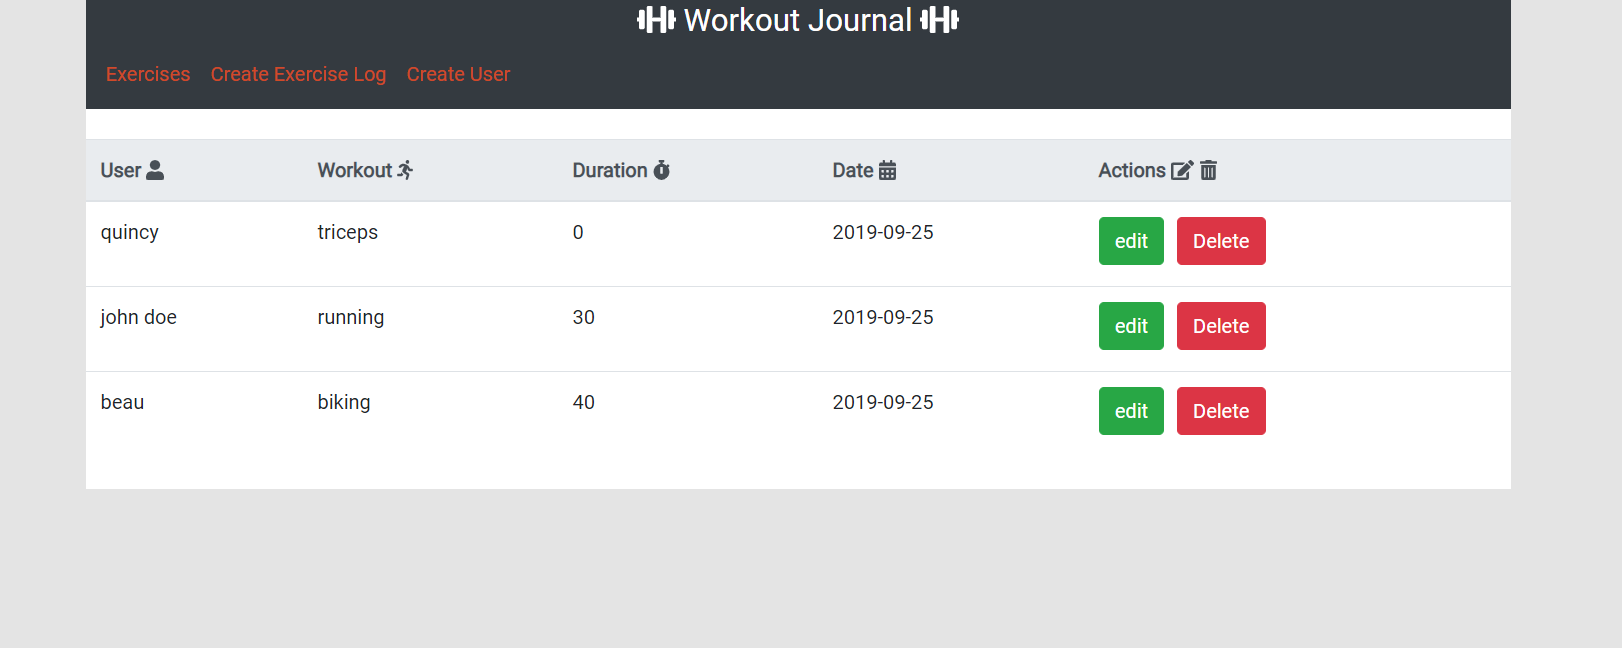 Workout Journal
Exercises Create Exercise Log Create User
User Workout Duration Date Actions
quincy triceps 0 2019-09-25 edit Delete
john doe running 30 2019-09-25 edit Delete
beau biking 40 2019-09-25 edit Delete